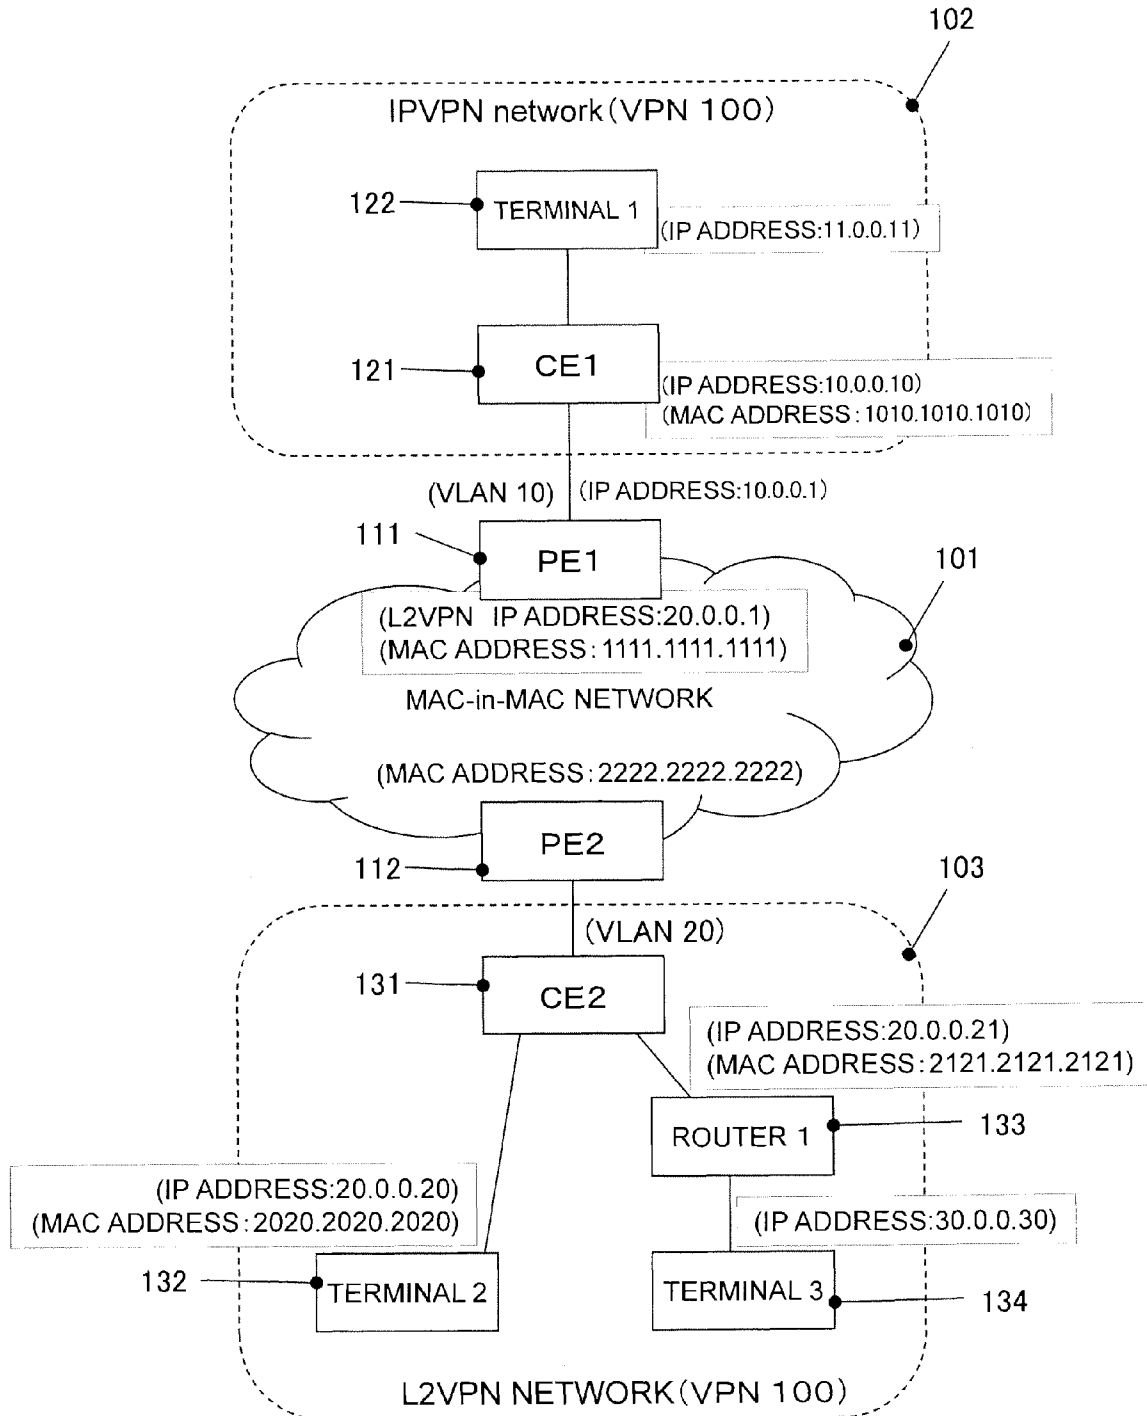 102
IPVPN network(VPN 100)
122
TERMINAL 1
(IP ADDRESS:11.0.0.11)
121
CE1
(IP ADDRESS:10.0.0.10)
(MAC ADDRESS:1010.1010.1010)
(VLAN 10)
(IP ADDRESS:10.0.0.1)
111
PE1
101
(L2VPN IP ADDRESS:20.0.0.1)
(MAC ADDRESS:1111.1111.1111)
MAC-in-MAC NETWORK
(MAC ADDRESS:2222.2222.2222)
PE2
112
103
(VLAN 20)
131
CE2
(IP ADDRESS:20.0.0.21)
(MAC ADDRESS:2121.2121.2121)
ROUTER 1
133
(IP ADDRESS:20.0.0.20)
(MAC ADDRESS:2020.2020.2020)
(IP ADDRESS:30.0.0.30)
132
TERMINAL 2
TERMINAL 3
134
L2VPN NETWORK(VPN 100)